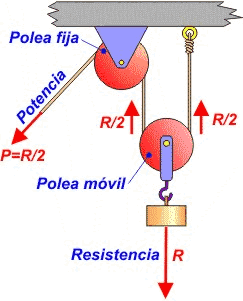 Polea fija
Potencia
R/2
R/2
P=R/2
Polea móvil
Resistencia
R